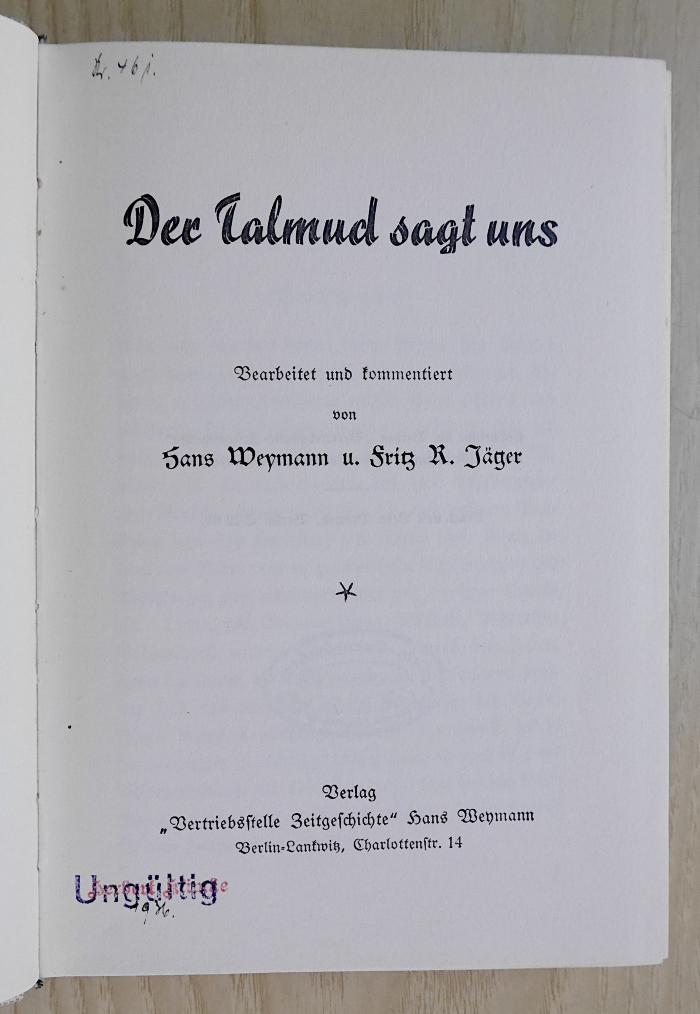 Der Talmud sagt uns
Bearbeitet und kommentiert
von
Hans Weymann u. Fritz R. Jäger
Verlag
„Vertriebsstelle Zeitgeschichte“ Hans Weymann
Berlin-Lankwitz, Charlottenstr. 14
Ungültig